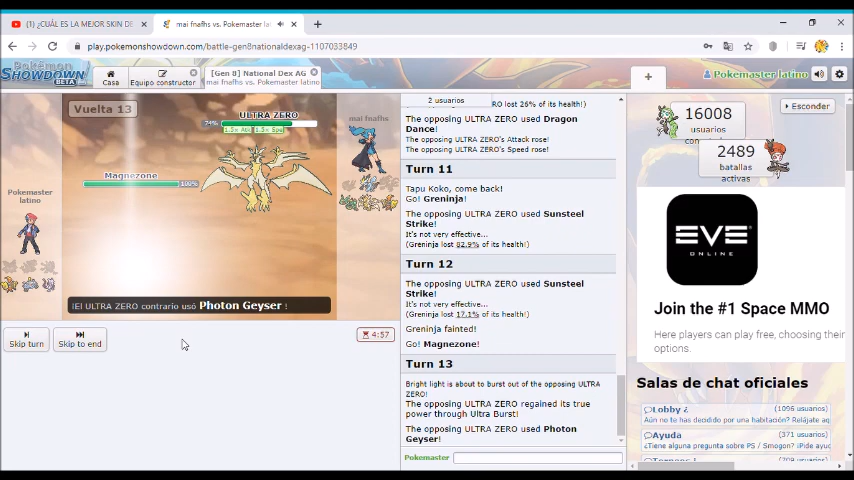 (1) ¿CUÁL ES LA MEJOR SKIN DE
mai fnafhs vs. Pokemaster la
play.pokemonshowdown.com/battle-gen8nationaldexag-1107033849
POKÉMON
SHOWDOWN
BETA
Casa
Equipo constructor
[Gen 8] National Dex AG
mai fnafhs vs. Pokemaster latino
Pokemaster latino
Vuelta 13
ULTRA ZERO
74%
1.5× Atk 1.5× Spe
mai fnafhs
Magnezone
100%
Pokemaster
latino
¡El ULTRA ZERO contrario usó Photon Geyser !
Skip turn
Skip to end
4:57
2 usuarios
ZERO lost 26% of its health!)
The opposing ULTRA ZERO used Dragon
Dance!
The opposing ULTRA ZERO's Attack rose!
The opposing ULTRA ZERO's Speed rose!
Turn 11
Tapu Koko, come back!
Go! Greninja!
The opposing ULTRA ZERO used Sunsteel
Strike!
It's not very effective...
(Greninja lost 82.9% of its health!)
Turn 12
The opposing ULTRA ZERO used Sunsteel
Strike!
It's not very effective...
(Greninja lost 17.1% of its health!)
Greninja fainted!
Go! Magnezone!
Turn 13
Bright light is about to burst out of the opposing ULTRA
ZERO!
The opposing ULTRA ZERO regained its true
power through Ultra Burst!
The opposing ULTRA ZERO used Photon
Geyser!
Pokemaster
16008
usuarios
2489
batallas
activas
Esconder
EVE
ONLINE
Join the #1 Space MMO
Here players can play free, choosing their
options.
Salas de chat oficiales
Lobby ¿
(1096 usuarios)
Aún no te has decidido por una habitación? Relájate aq
Ayuda
(371 usuarios)
¿Tiene alguna pregunta sobre PS / Smogon? ¡Pide ayud